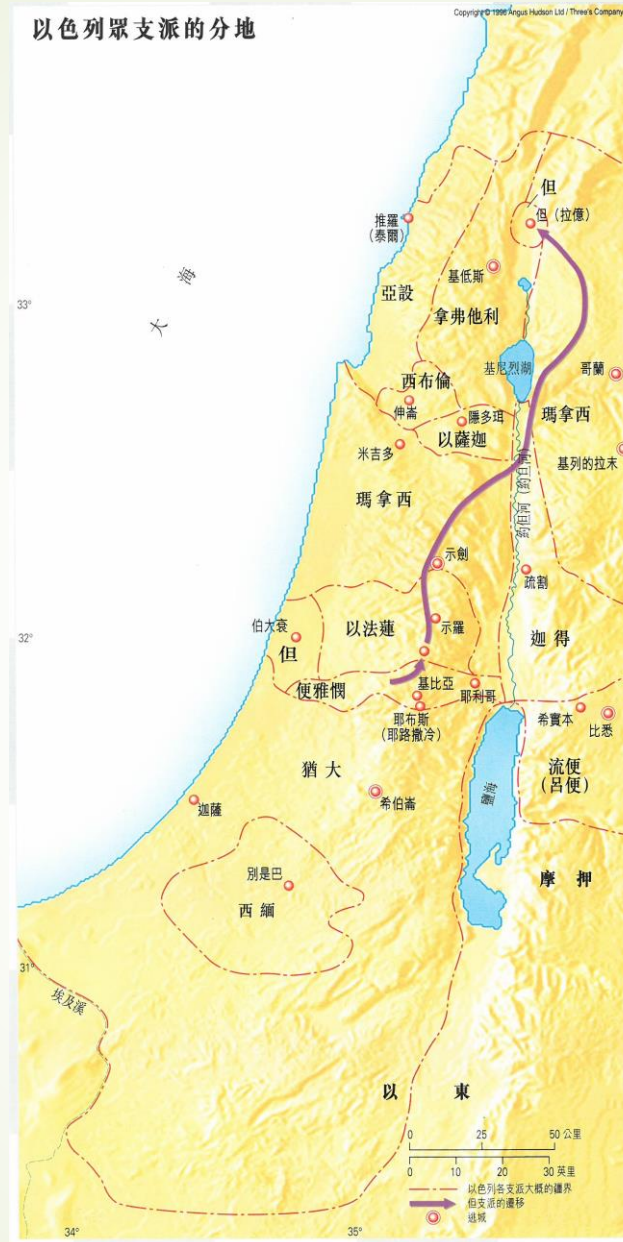 以色列眾支派的分地
Copyright © 1996 Angus Hudson Ltd / Three's Company
但
但（拉億）
推羅
（泰爾）
基低斯
亞設
大海
33°
拿弗他利
基尼烈湖
哥蘭
西布倫
伸崙
隱多珥
瑪拿西
以薩迦
米吉多
基列的拉末
瑪拿西
約但河（約旦河）
示劍
疏割
伯大袞
以法蓮
示羅
32°
迦得
但
便雅憫
基比亞
耶利哥
耶布斯
（耶路撒冷）
希實本
比悉
猶大
流便
（呂便）
鹽海
希伯崙
迦薩
別是巴
摩押
西緬
31°
埃及溪
以東
0 25 50 公里
0 10 20 30 英里
以色列各支派大概的疆界
但支派的遷移
逃城
34°
35°